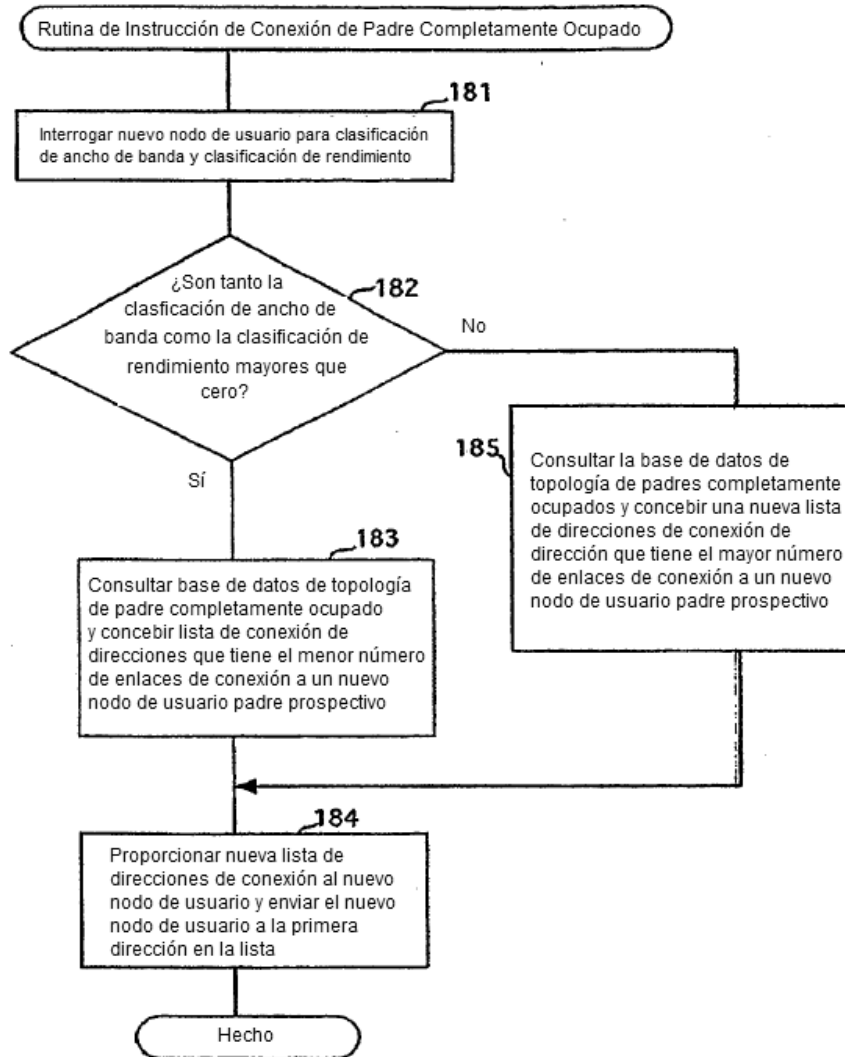 Rutina de Instrucción de Conexión de Padre Completamente Ocupado
181
Interrogar nuevo nodo de usuario para clasificación
de ancho de banda y clasificación de rendimiento
182
¿Son tanto la
clasficación de ancho de
banda como la clasificación de
rendimiento mayores que
cero?
No
Sí
185
Consultar la base de datos de
topología de padres completamente
ocupados y concebir una nueva lista
de direcciones de conexión de
dirección que tiene el mayor número
de enlaces de conexión a un nuevo
nodo de usuario padre prospectivo
183
Consultar base de datos de topología
de padre completamente ocupado
y concebir lista de conexión de
direcciones que tiene el menor número
de enlaces de conexión a un nuevo
nodo de usuario padre prospectivo
184
Proporcionar nueva lista de
direcciones de conexión al nuevo
nodo de usuario y enviar el nuevo
nodo de usuario a la primera
dirección en la lista
Hecho